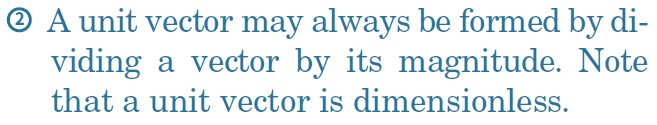 ② A unit vector may always be formed by di-
viding a vector by its magnitude. Note
that a unit vector is dimensionless.